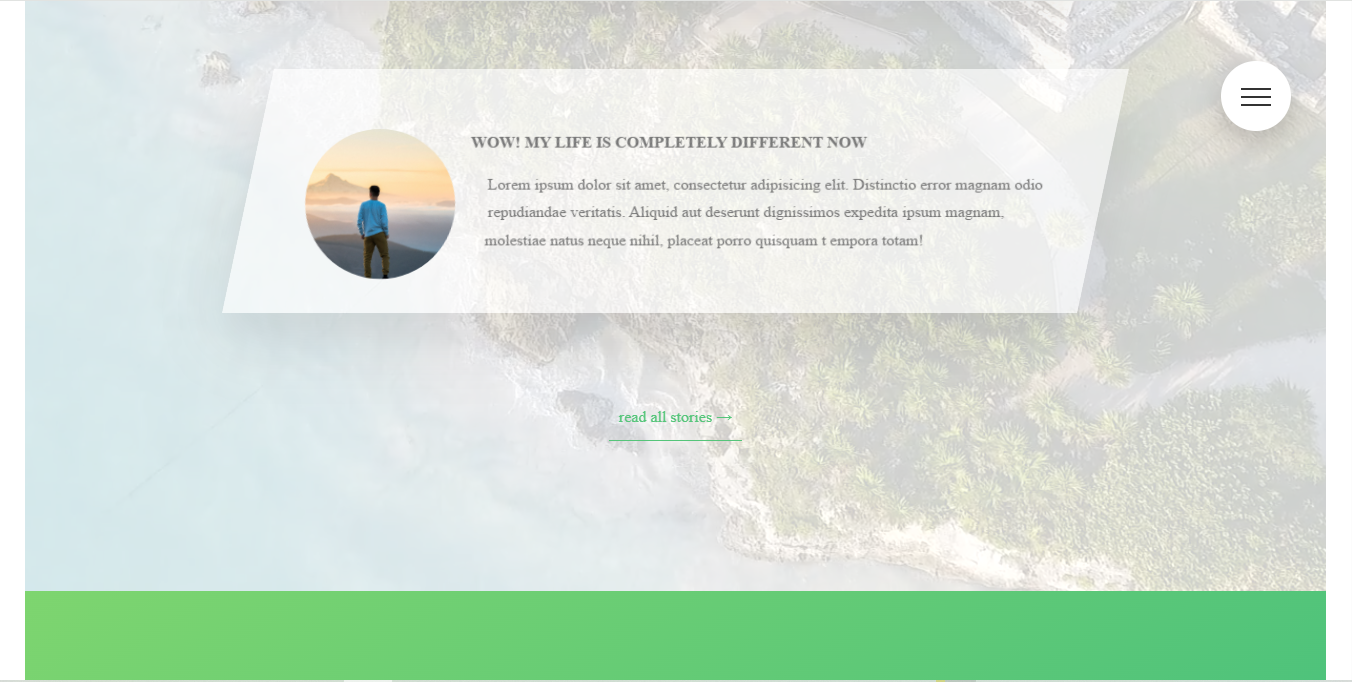 WOW! MY LIFE IS COMPLETELY DIFFERENT NOW
Lorem ipsum dolor sit amet, consectetur adipisicing elit. Distinctio error magnam odio
repudiandae veritatis. Aliquid aut deserunt dignissimos expedita ipsum magnam,
molestiae natus neque nihil, placeat porro quisquam t empora totam!
read all stories →